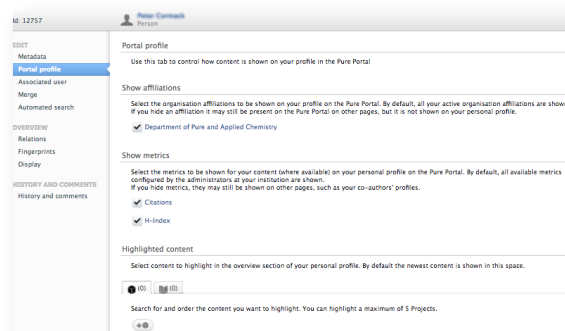 Id: 12757
Person
EDIT
Metadata
Portal profile
Associated user
Merge
Automated search
OVERVIEW
Relations
Fingerprints
Display
HISTORY AND COMMENTS
History and comments
Portal profile
Use this tab to control how content is shown on your profile in the Pure Portal
Show affiliations
Select the organisation affiliations to be shown on your profile on the Pure Portal. By default, all your active organisation affiliations are show
If you hide an affiliation it may still be present on the Pure Portal on other pages, but it is not shown on your personal profile.
Department of Pure and Applied Chemistry
Show metrics
Select the metrics to be shown for your content (where available) on your personal profile on the Pure Portal. By default, all available metrics
configured by the administrators at your institution are shown.
If you hide metrics, they may still be shown on other pages, such as your co-authors' profiles.
Citations
H-Index
Highlighted content
Select content to highlight in the overview section of your personal profile. By default the newest content is shown in this space.
(0) (0)
Search for and order the content you want to highlight. You can highlight a maximum of 5 Projects.
+